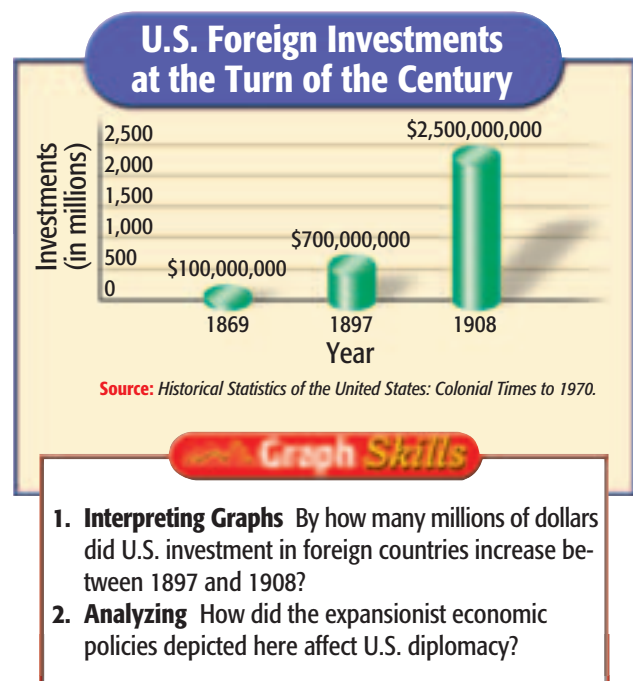 U.S. Foreign Investments
at the Turn of the Century
Investments
(in millions)
2,500
2,000
1,500
1,000
500
0
$100,000,000
$700,000,000
$2,500,000,000
1869
1897
1908
Year
Source: Historical Statistics of the United States: Colonial Times to 1970.
Graph Skills
1. Interpreting Graphs By how many millions of dollars
did U.S. investment in foreign countries increase be-
tween 1897 and 1908?
2. Analyzing How did the expansionist economic
policies depicted here affect U.S. diplomacy?